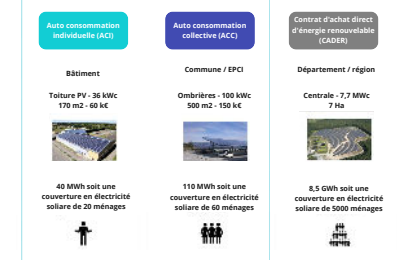 Auto consommation
individuelle (ACI)
Bâtiment
Toiture PV - 36 kWc
170 m2 - 60 k€
40 MWh soit une
couverture en électricité
soliare de 20 ménages
Auto consommation
collective (ACC)
Commune / EPCI
Ombrières - 100 kWc
500 m2 - 150 k€
110 MWh soit une
couverture en électricité
soliare de 60 ménages
Contrat d'achat direct
d'énergie renouvelable
(CADER)
Département / région
Centrale - 7,7 MWc
7 Ha
8,5 GWh soit une
couverture en électricité
soliare de 5000 ménages